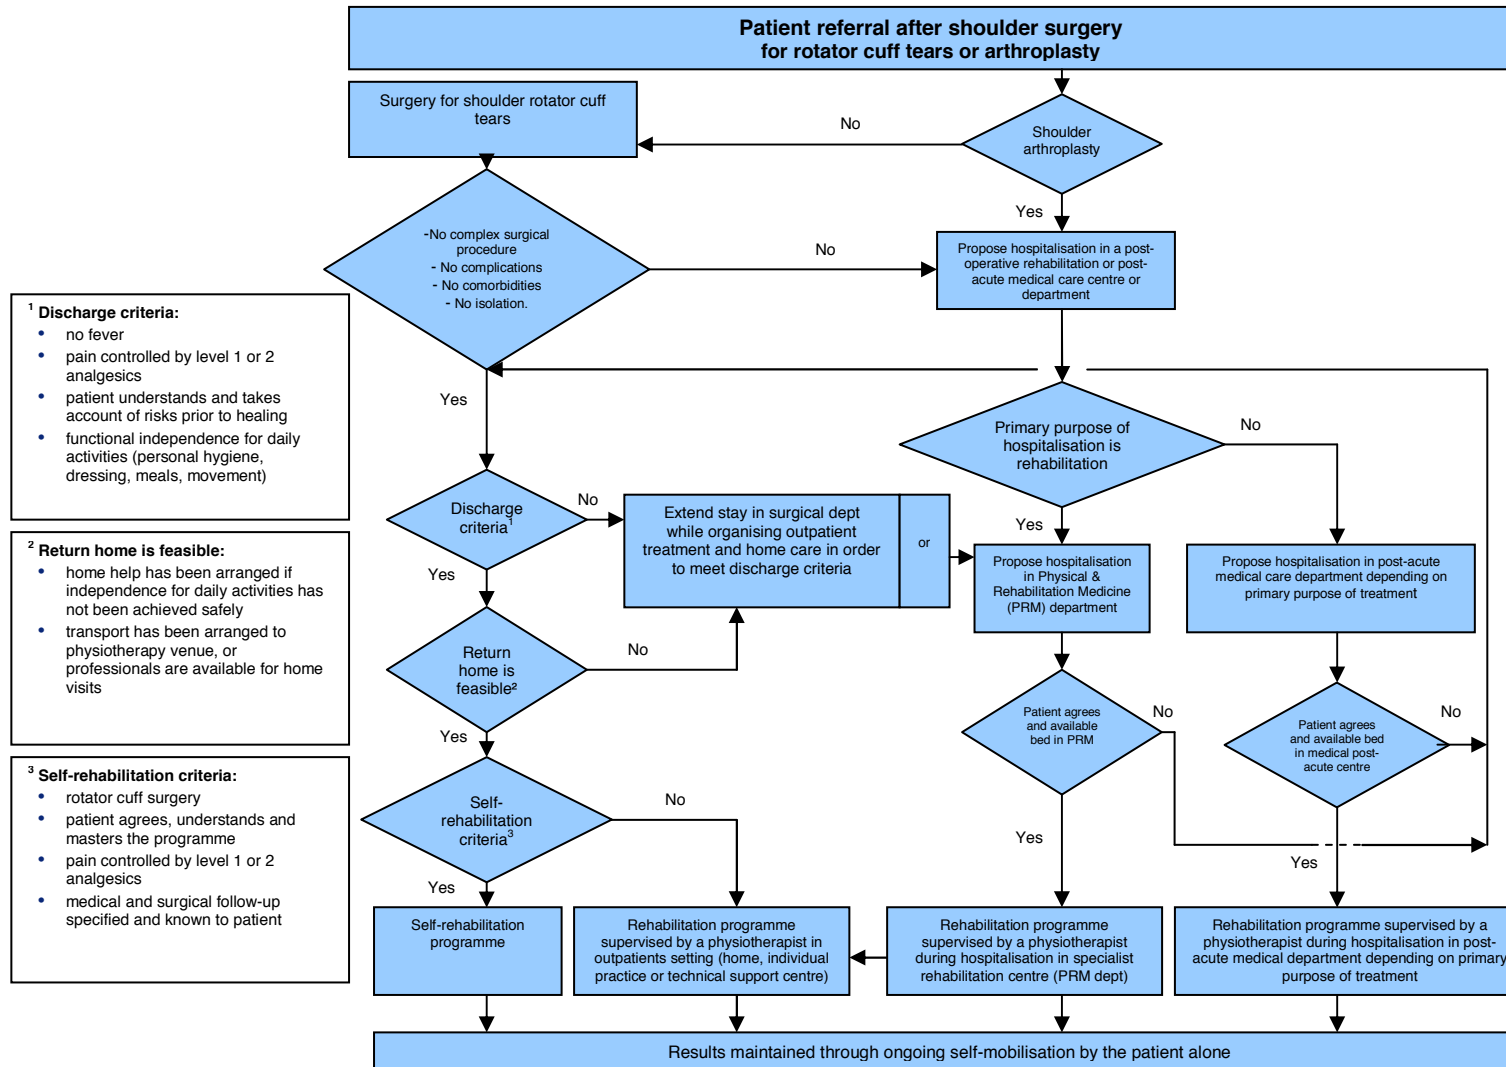 Patient referral after shoulder surgery
for rotator cuff tears or arthroplasty
Surgery for shoulder rotator cuff
tears
No
Shoulder
arthroplasty
Yes
-No complex surgical
procedure
- No complications
- No comorbidities
- No isolation.
No
Propose hospitalisation in a post-
operative rehabilitation or post-
acute medical care centre or
department
1 Discharge criteria:
• no fever
• pain controlled by level 1 or 2
analgesics
• patient understands and takes
account of risks prior to healing
• functional independence for daily
activities (personal hygiene,
dressing, meals, movement)
Yes
Primary purpose of
hospitalisation is
rehabilitation
No
Discharge
criteria1
No
Extend stay in surgical dept
while organising outpatient
treatment and home care in order
to meet discharge criteria
or
Yes
Propose hospitalisation
in Physical &
Rehabilitation Medicine
(PRM) department
Propose hospitalisation in post-acute
medical care department depending on
primary purpose of treatment
2 Return home is feasible:
• home help has been arranged if
independence for daily activities has
not been achieved safely
• transport has been arranged to
physiotherapy venue, or
professionals are available for home
visits
Yes
Return
home is
feasible²
No
Patient agrees
and available
bed in PRM
No
Patient agrees
and available bed
in medical post-
acute centre
No
Yes
3 Self-rehabilitation criteria:
• rotator cuff surgery
• patient agrees, understands and
masters the programme
• pain controlled by level 1 or 2
analgesics
• medical and surgical follow-up
specified and known to patient
Self-
rehabilitation
criteria3
No
Yes
Yes
Yes
Self-rehabilitation
programme
Rehabilitation programme
supervised by a physiotherapist in
outpatients setting (home, individual
practice or technical support centre)
Rehabilitation programme
supervised by a physiotherapist
during hospitalisation in specialist
rehabilitation centre (PRM dept)
Rehabilitation programme supervised by a
physiotherapist during hospitalisation in post-
acute medical department depending on primary
purpose of treatment
Results maintained through ongoing self-mobilisation by the patient alone